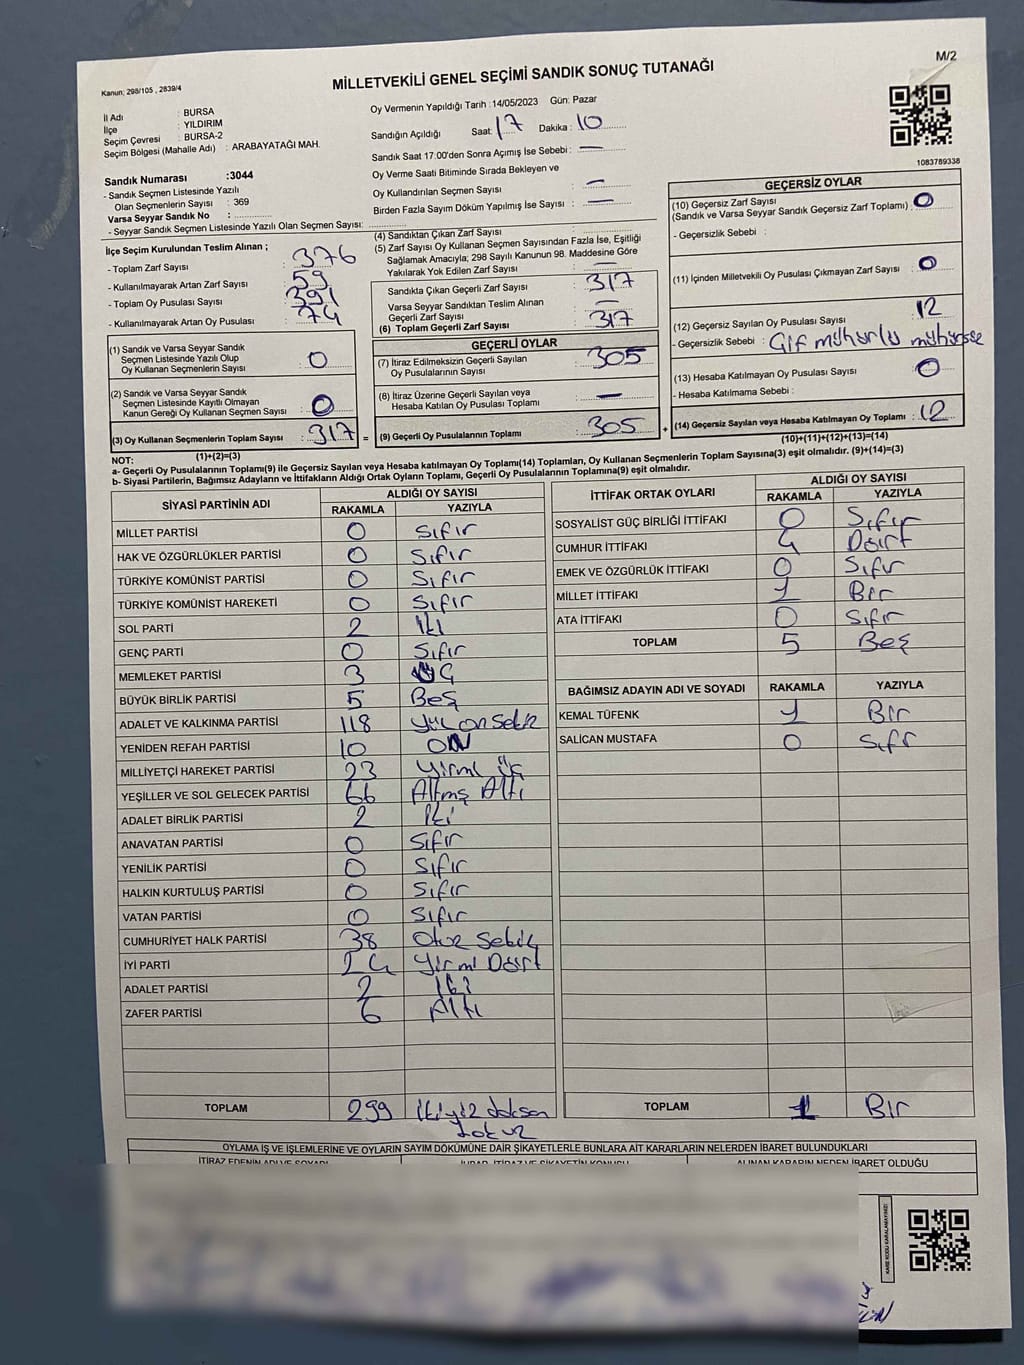 Kanun; 298/105 , 2839/4
MİLLETVEKİLİ GENEL SEÇİMİ SANDIK SONUÇ TUTANAĞI
M/2
İl Adı : BURSA
İlçe : YILDIRIM
Seçim Çevresi : BURSA-2
Seçim Bölgesi (Mahalle Adı) : ARABAYATAĞI MAH.
Sandık Numarası :3044
- Sandık Seçmen Listesinde Yazılı
Olan Seçmenlerin Sayısı : 369
Varsa Seyyar Sandık No :
- Seyyar Sandık Seçmen Listesinde Yazılı Olan Seçmen Sayısı:
İlçe Seçim Kurulundan Teslim Alınan ;
- Toplam Zarf Sayısı : 376
- Kullanılmayarak Artan Zarf Sayısı : 59
- Toplam Oy Pusulası Sayısı : 391
- Kullanılmayarak Artan Oy Pusulası : 74
(1) Sandık ve Varsa Seyyar Sandık
Seçmen Listesinde Yazılı Olup
Oy Kullanan Seçmenlerin Sayısı : 0
(2) Sandık ve Varsa Seyyar Sandık
Seçmen Listesinde Kayıtlı Olmayan
Kanun Gereği Oy Kullanan Seçmen Sayısı : 0
(3) Oy Kullanan Seçmenlerin Toplam Sayısı : 317 =
(1)+(2)=(3)
Oy Vermenin Yapıldığı Tarih :14/05/2023 Gün: Pazar
Sandığın Açıldığı Saat: 17 Dakika : 10
Sandık Saat 17:00'den Sonra Açımış İse Sebebi : —
Oy Verme Saati Bitiminde Sırada Bekleyen ve
Oy Kullandırılan Seçmen Sayısı : —
Birden Fazla Sayım Döküm Yapılmış İse Sayısı : —
(4) Sandıktan Çıkan Zarf Sayısı :
(5) Zarf Sayısı Oy Kullanan Seçmen Sayısından Fazla İse, Eşitliği
Sağlamak Amacıyla; 298 Sayılı Kanunun 98. Maddesine Göre
Yakılarak Yok Edilen Zarf Sayısı : —
Sandıkta Çıkan Geçerli Zarf Sayısı : 317
Varsa Seyyar Sandıktan Teslim Alınan
Geçerli Zarf Sayısı : —
(6) Toplam Geçerli Zarf Sayısı : 317
GEÇERLİ OYLAR
(7) İtiraz Edilmeksizin Geçerli Sayılan
Oy Pusulalarının Sayısı : 305
(8) İtiraz Üzerine Geçerli Sayılan veya
Hesaba Katılan Oy Pusulası Toplamı : —
(9) Geçerli Oy Pusulalarının Toplamı : 305 +
1083789338
GEÇERSİZ OYLAR
(10) Geçersiz Zarf Sayısı
(Sandık ve Varsa Seyyar Sandık Geçersiz Zarf Toplamı) : 0
- Geçersizlik Sebebi :
(11) İçinden Milletvekili Oy Pusulası Çıkmayan Zarf Sayısı : 0
(12) Geçersiz Sayılan Oy Pusulası Sayısı : 12
- Geçersizlik Sebebi : Çif mühürlü
(13) Hesaba Katılmayan Oy Pusulası Sayısı : 0
- Hesaba Katılmama Sebebi :
(14) Geçersiz Sayılan veya Hesaba Katılmayan Oy Toplamı : 12
(10)+(11)+(12)+(13)=(14)
NOT:
a- Geçerli Oy Pusulalarının Toplamı(9) ile Geçersiz Sayılan veya Hesaba katılmayan Oy Toplamı(14) Toplamları, Oy Kullanan Seçmenlerin Toplam Sayısına(3) eşit olmalıdır. (9)+(14)=(3)
b- Siyasi Partilerin, Bağımsız Adayların ve İttifakların Aldığı Ortak Oyların Toplamı, Geçerli Oy Pusulalarının Toplamına(9) eşit olmalıdır.
SİYASİ PARTİNİN ADI ALDIĞI OY SAYISI
RAKAMLA YAZIYLA
MİLLET PARTİSİ 0 Sıfır
HAK VE ÖZGÜRLÜKLER PARTİSİ 0 Sıfır
TÜRKİYE KOMÜNİST PARTİSİ 0 Sıfır
TÜRKİYE KOMÜNİST HAREKETİ 0 Sıfır
SOL PARTİ 2 İki
GENÇ PARTİ 0 Sıfır
MEMLEKET PARTİSİ 3 Üç
BÜYÜK BİRLİK PARTİSİ 5 Beş
ADALET VE KALKINMA PARTİSİ 118
YENİDEN REFAH PARTİSİ 10 ON
MİLLİYETÇİ HAREKET PARTİSİ 23 Yirmi Üç
YEŞİLLER VE SOL GELECEK PARTİSİ 66 Altmş Altı
ADALET BİRLİK PARTİSİ 2 İki
ANAVATAN PARTİSİ 0 Sıfır
YENİLİK PARTİSİ 0 Sıfır
HALKIN KURTULUŞ PARTİSİ 0 Sıfır
VATAN PARTİSİ 0 Sıfır
CUMHURİYET HALK PARTİSİ 38 Otuz Sekiz
İYİ PARTİ 24 Yirmi Dört
ADALET PARTİSİ 2 İki
ZAFER PARTİSİ 6 Altı
TOPLAM 299 İkiyüz doksan
dokuz
İTTİFAK ORTAK OYLARI ALDIĞI OY SAYISI
RAKAMLA YAZIYLA
SOSYALİST GÜÇ BİRLİĞİ İTTİFAKI 0 Sıfır
CUMHUR İTTİFAKI 4 Dört
EMEK VE ÖZGÜRLÜK İTTİFAKI 0 Sıfır
MİLLET İTTİFAKI 1 Bir
ATA İTTİFAKI 0 Sıfır
TOPLAM 5 Beş
BAĞIMSIZ ADAYIN ADI VE SOYADI RAKAMLA YAZIYLA
KEMAL TÜFENK 1 Bir
SALİCAN MUSTAFA 0 Sıfr
TOPLAM 1 Bir
OYLAMA İŞ VE İŞLEMLERİNE VE OYLARIN SAYIM DÖKÜMÜNE DAİR ŞİKAYETLERLE BUNLARA AİT KARARLARIN NELERDEN İBARET BULUNDUKLARI
İTİRAZ EDENİN ADI VE SOYADI İHBAR, İTİRAZ VE ŞİKAYETİN KONUSU ALINAN KARARIN NEDEN İBARET OLDUĞU
KARE KODU KARALAMAYINIZ!